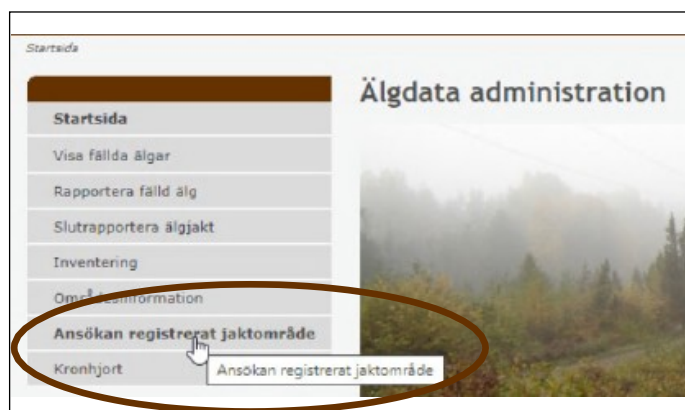 Startsida
Älgdata administration
Startsida
Visa fällda älgar
Rapportera fälld älg
Slutrapportera älgjakt
Inventering
Områdesinformation
Ansökan registrerat jaktområde
Kronhjort
Ansökan registrerat jaktområde